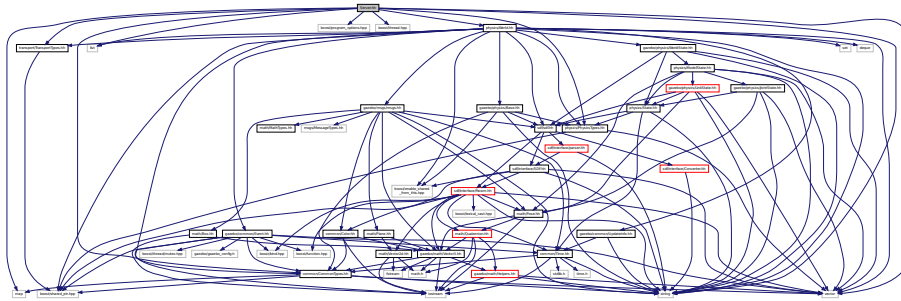 Server.hh
boost/program_options.hpp
boost/thread.hpp
physics/World.hh
transport/TransportTypes.hh
list
gazebo/physics/WorldState.hh
set
deque
physics/ModelState.hh
gazebo/physics/LinkState.hh
gazebo/physics/JointState.hh
gazebo/msgs/msgs.hh
gazebo/physics/Base.hh
physics/State.hh
math/MathTypes.hh
msgs/MessageTypes.hh
sdf/sdf.hh
physics/PhysicsTypes.hh
sdf/interface/parser.hh
sdf/interface/SDF.hh
sdf/interface/Converter.hh
boost/enable_shared
_from_this.hpp
sdf/interface/Param.hh
boost/lexical_cast.hpp
math/Pose.hh
math/Box.hh
gazebo/common/Event.hh
common/Color.hh
math/Plane.hh
math/Quaternion.hh
gazebo/common/UpdateInfo.hh
boost/thread/mutex.hpp
gazebo/gazebo_config.h
boost/bind.hpp
boost/function.hpp
math/Vector2d.hh
gazebo/math/Vector3.hh
common/Time.hh
common/CommonTypes.hh
fstream
math.h
gazebo/math/Helpers.hh
stdlib.h
time.h
map
boost/shared_ptr.hpp
iostream
string
vector